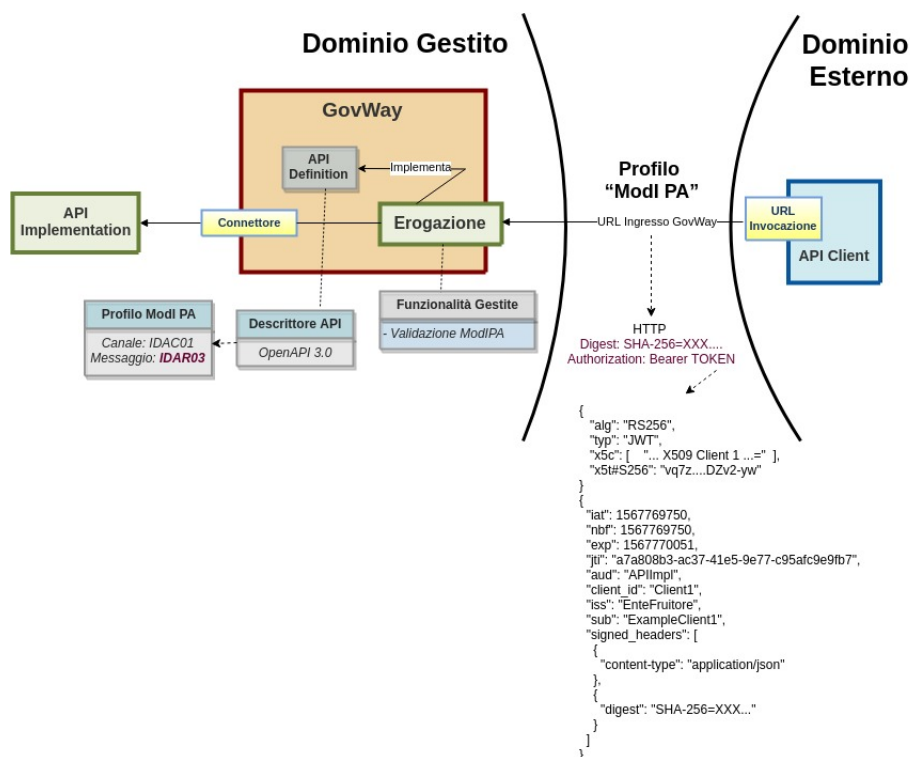 Dominio Gestito
Dominio
Esterno
GovWay
API
Definition
Implementa
Profilo
“ModI PA”
API
Implementation
Connettore
Erogazione
URL Ingresso GovWay
URL
Invocazione
API Client
Profilo ModI PA
Canale: IDAC01
Messaggio: IDAR03
Descrittore API
OpenAPI 3.0
Funzionalità Gestite
- Validazione ModIPA
HTTP
Digest: SHA-256=XXX....
Authorization: Bearer TOKEN
{
"alg": "RS256",
"typ": "JWT",
"x5c": [ "... X509 Client 1 ...=" ],
"x5t#S256": "vq7z....DZv2-yw"
}
{
"iat": 1567769750,
"nbf": 1567769750,
"exp": 1567770051,
"jti": "a7a808b3-ac37-41e5-9e77-c95afc9e9fb7",
"aud": "APIImpl",
"client_id": "Client1",
"iss": "EnteFruitore",
"sub": "ExampleClient1",
"signed_headers": [
{
"content-type": "application/json"
},
{
"digest": "SHA-256=XXX..."
}
]
}